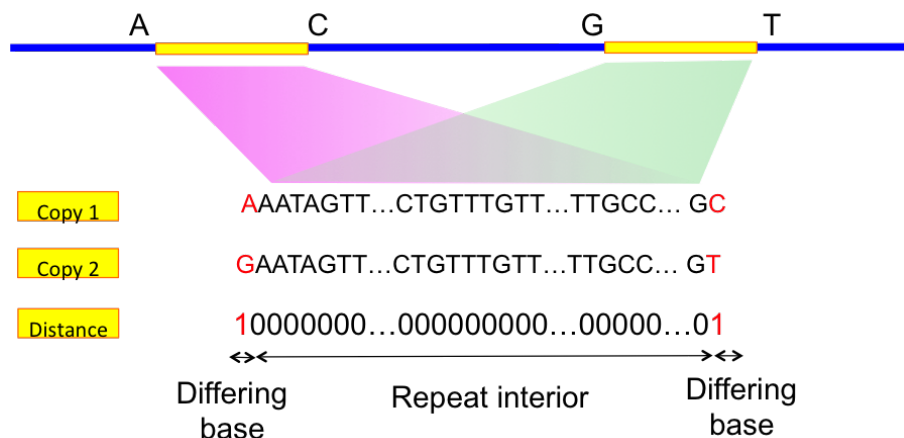 A C G T
Copy 1 AAATAGTT...CTGTTTGTT...TTGCC... GC
Copy 2 GAATAGTT...CTGTTTGTT...TTGCC... GT
Distance 10000000...000000000...00000...01
Differing base
Repeat interior
Differing base